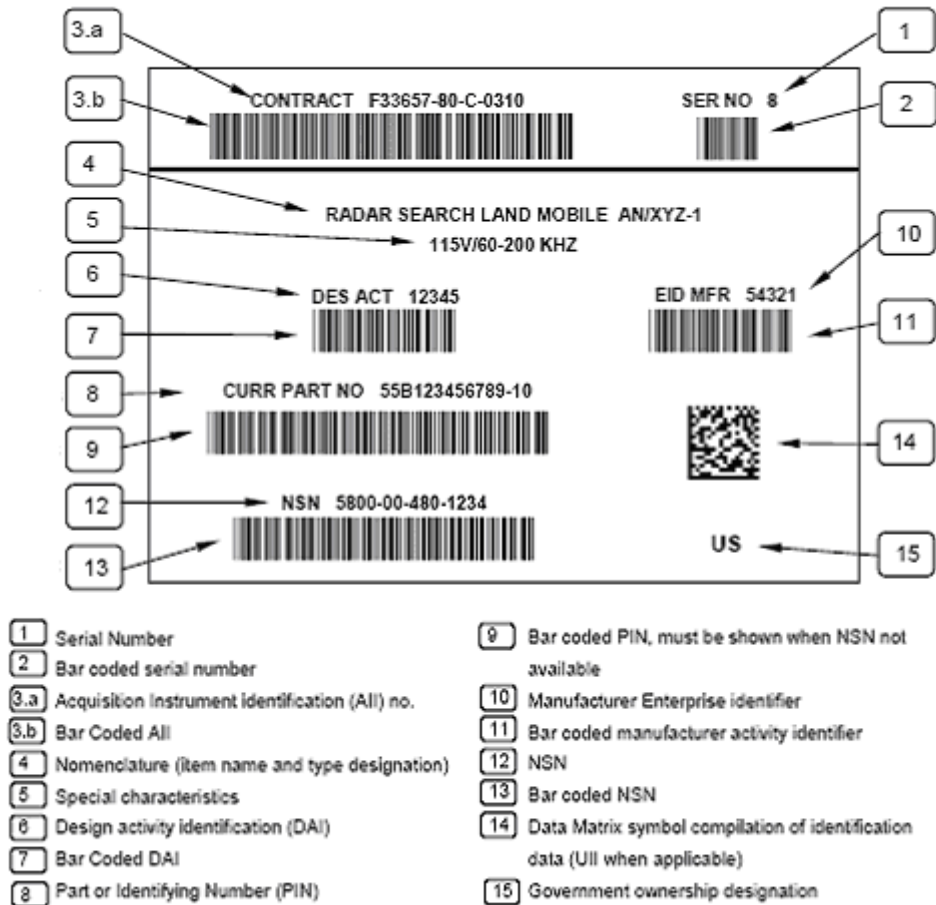 3.a
1
CONTRACT F33657-80-C-0310
SER NO 8
3.b
2
4
RADAR SEARCH LAND MOBILE AN/XYZ-1
5
115V/60-200 KHZ
10
6
DES ACT 12345
EID MFR 54321
7
11
8
CURR PART NO 55B123456789-10
9
14
12
NSN 5800-00-480-1234
13
US
15
1 Serial Number
2 Bar coded serial number
3.a Acquisition Instrument identification (AII) no.
3.b Bar Coded AII
4 Nomenclature (item name and type designation)
5 Special characteristics
6 Design activity identification (DAI)
7 Bar Coded DAI
8 Part or Identifying Number (PIN)
9 Bar coded PIN, must be shown when NSN not
available
10 Manufacturer Enterprise identifier
11 Bar coded manufacturer activity identifier
12 NSN
13 Bar coded NSN
14 Data Matrix symbol compilation of identification
data (UII when applicable)
15 Government ownership designation